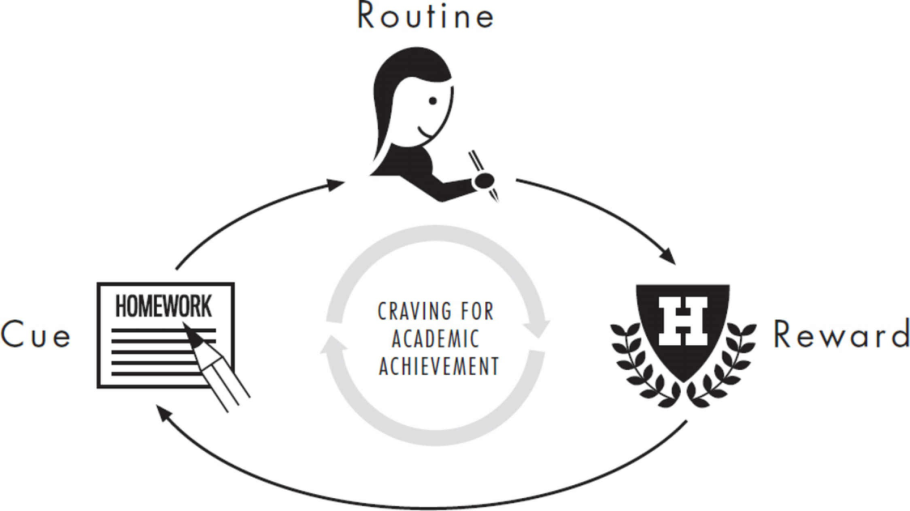 Routine
HOMEWORK
Cue
CRAVING FOR
ACADEMIC
ACHIEVEMENT
H
Reward